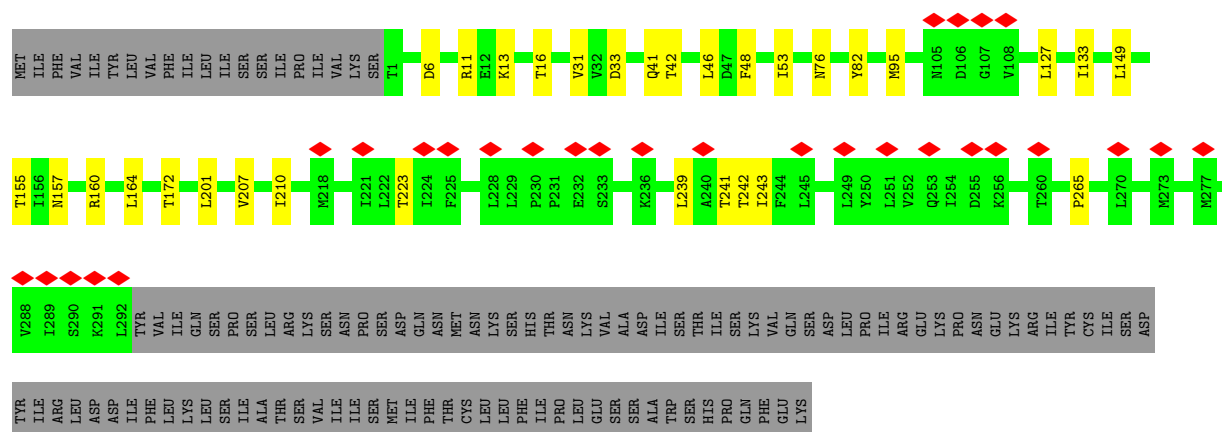 MET ILE PHE VAL ILE TYR LEU VAL PHE ILE LEU ILE SER SER ILE PRO ILE VAL LYS SER T1 D6 R11 E12 K13 T16 V31 V32 D33 Q41 T42 L46 D47 F48 I53 N76 Y82 M95 N105 D106 G107 V108 L127 I133 L149
T155 I156 N157 R160 L164 T172 L201 V207 I210 M218 I221 L222 T223 I224 F225 L228 L229 P230 P231 E232 S233 K236 L239 A240 T241 T242 I243 F244 L245 L249 Y250 L251 V252 Q253 I254 D255 K256 T260 P265 L270 M273 M277
V288 I289 S290 K291 L292 TYR VAL ILE GLN SER PRO SER LEU ARG LYS SER ASN PRO SER ASP GLN ASN MET ASN LYS SER HIS THR ASN LYS VAL ALA ASP ILE SER THR ILE SER LYS VAL GLN SER ASP LEU PRO ILE ARG GLU LYS PRO ASN GLU LYS ARG ILE TYR CYS ILE SER ASP
TYR ILE ARG LEU ASP ASP ILE PHE LEU LYS LEU SER ILE ALA THR SER VAL ILE ILE SER MET ILE PHE THR CYS LEU LEU PHE ILE PRO LEU GLU SER SER ALA TRP SER HIS PRO GLN PHE GLU LYS